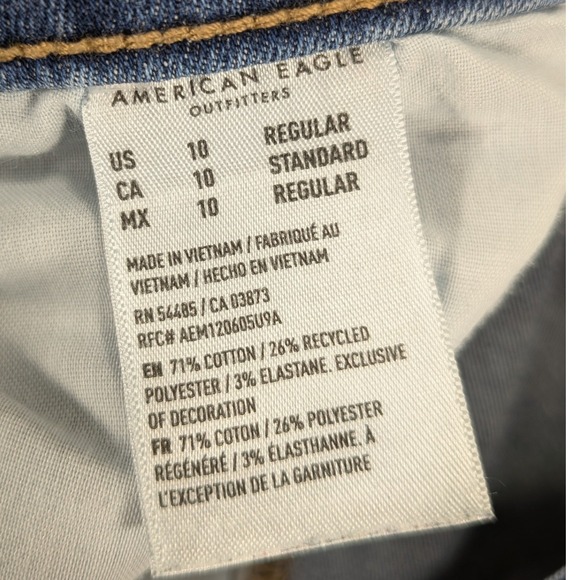 AMERICAN EAGLE
OUTFITTERS
US 10 REGULAR
CA 10 STANDARD
MX 10 REGULAR
MADE IN VIETNAM / FABRIQUÉ AU
VIETNAM / HECHO EN VIETNAM
RN 54485 / CA 03873
RFC# AEM120605U9A
EN 71% COTTON / 26% RECYCLED
POLYESTER / 3% ELASTANE. EXCLUSIVE
OF DECORATION
FR 71% COTON / 26% POLYESTER
RÉGÉNÉRÉ / 3% ÉLASTHANNE. À
L'EXCEPTION DE LA GARNITURE